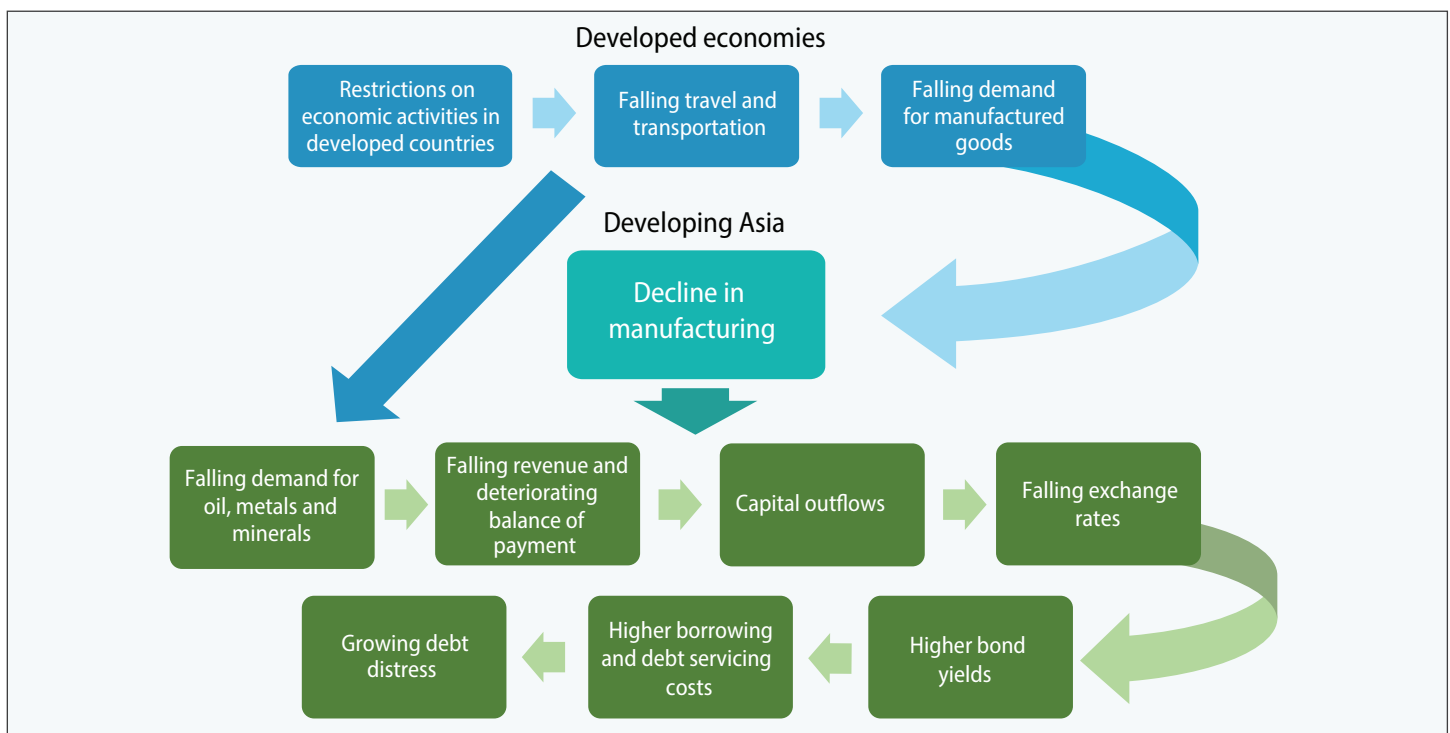 Developed economies
Restrictions on
economic activities in
developed countries
Falling travel and
transportation
Falling demand
for manufactured
goods
Developing Asia
Decline in
manufacturing
Falling demand for
oil, metals and
minerals
Falling revenue and
deteriorating
balance of
payment
Capital outflows
Falling exchange
rates
Growing debt
distress
Higher borrowing
and debt servicing
costs
Higher bond
yields